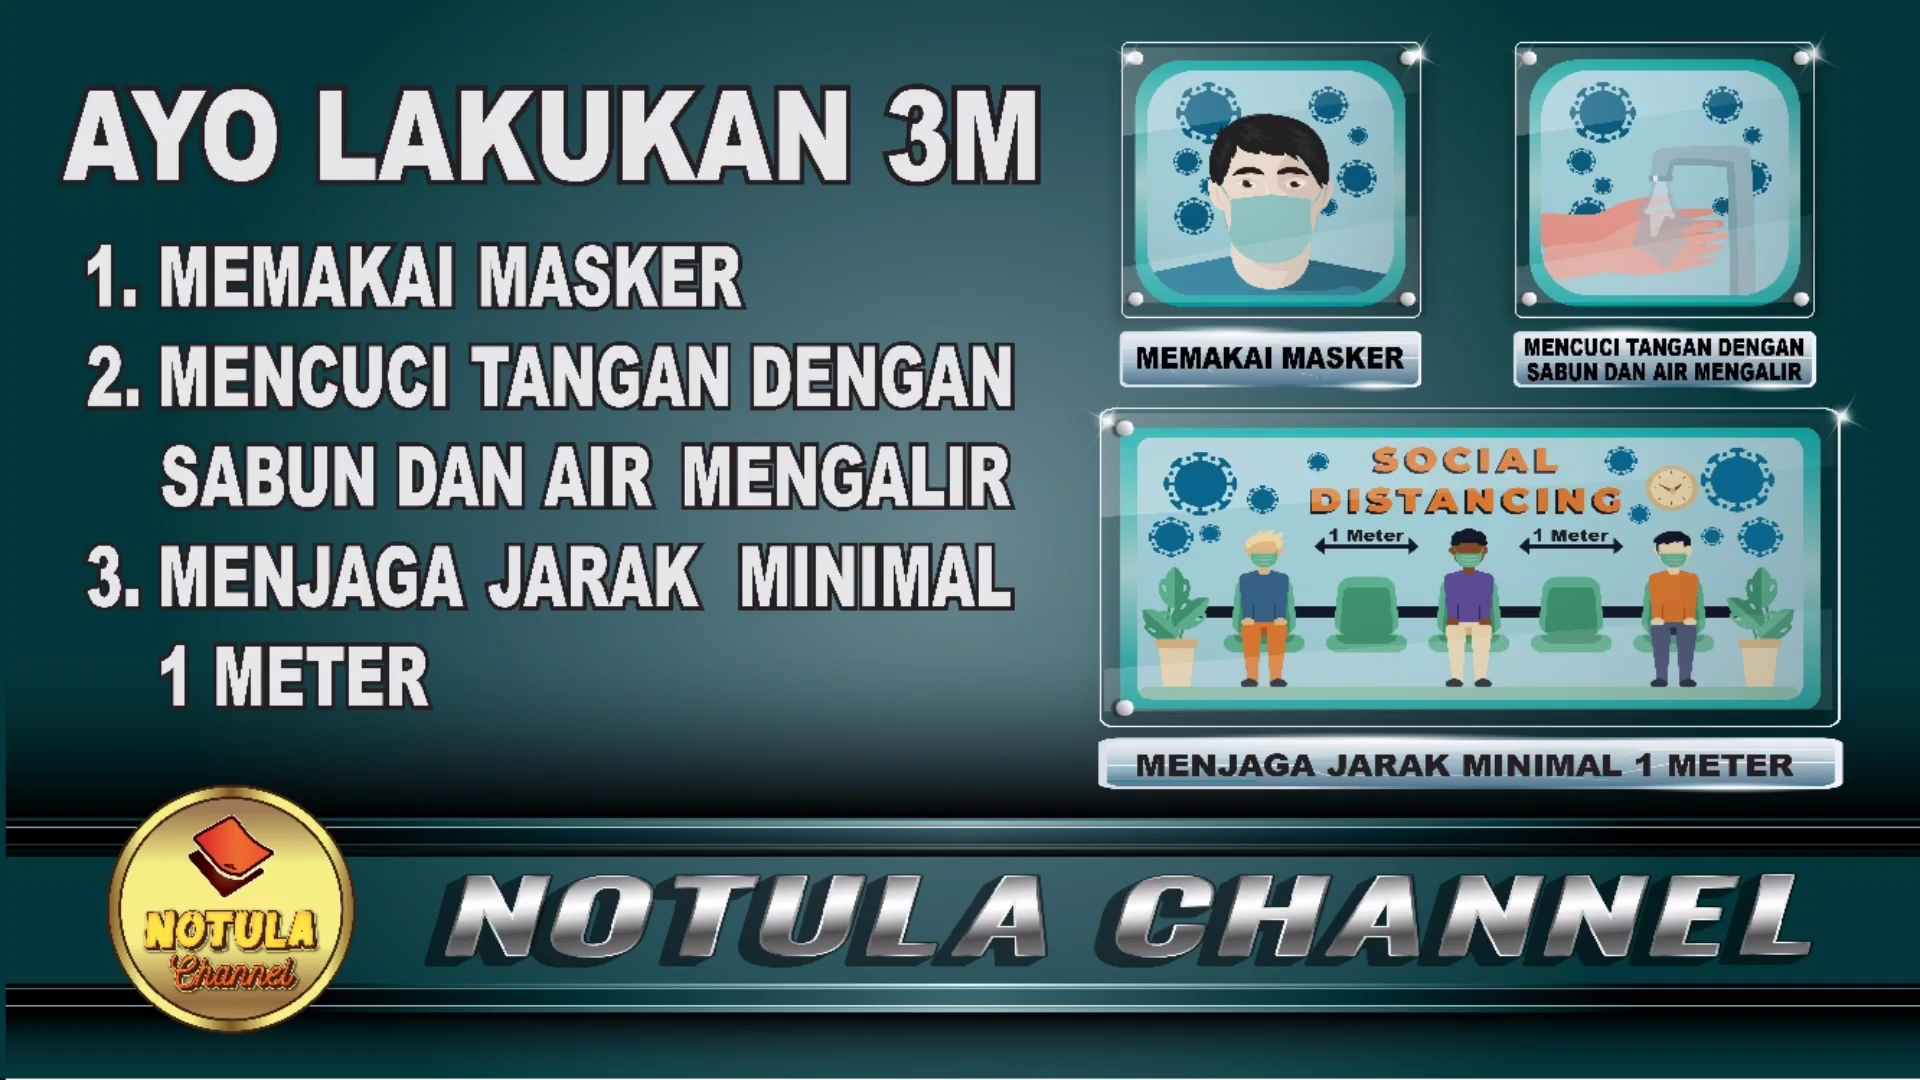 AYO LAKUKAN 3M
1. MEMAKAI MASKER
2. MENCUCI TANGAN DENGAN
SABUN DAN AIR MENGALIR
3. MENJAGA JARAK MINIMAL
1 METER
MEMAKAI MASKER
MENCUCI TANGAN DENGAN
SABUN DAN AIR MENGALIR
SOCIAL
DISTANCING
1 Meter
1 Meter
MENJAGA JARAK MINIMAL 1 METER
NOTULA
Channel
NOTULA CHANNEL